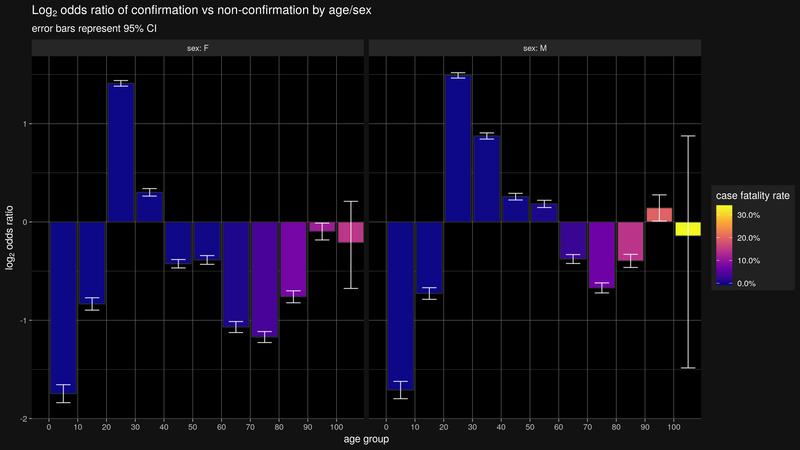 Log₂ odds ratio of confirmation vs non-confirmation by age/sex
error bars represent 95% CI
sex: F
sex: M
1
0
-1
-2
log₂ odds ratio
0 10 20 30 40 50 60 70 80 90 100
0 10 20 30 40 50 60 70 80 90 100
age group
case fatality rate
30.0%
20.0%
10.0%
0.0%